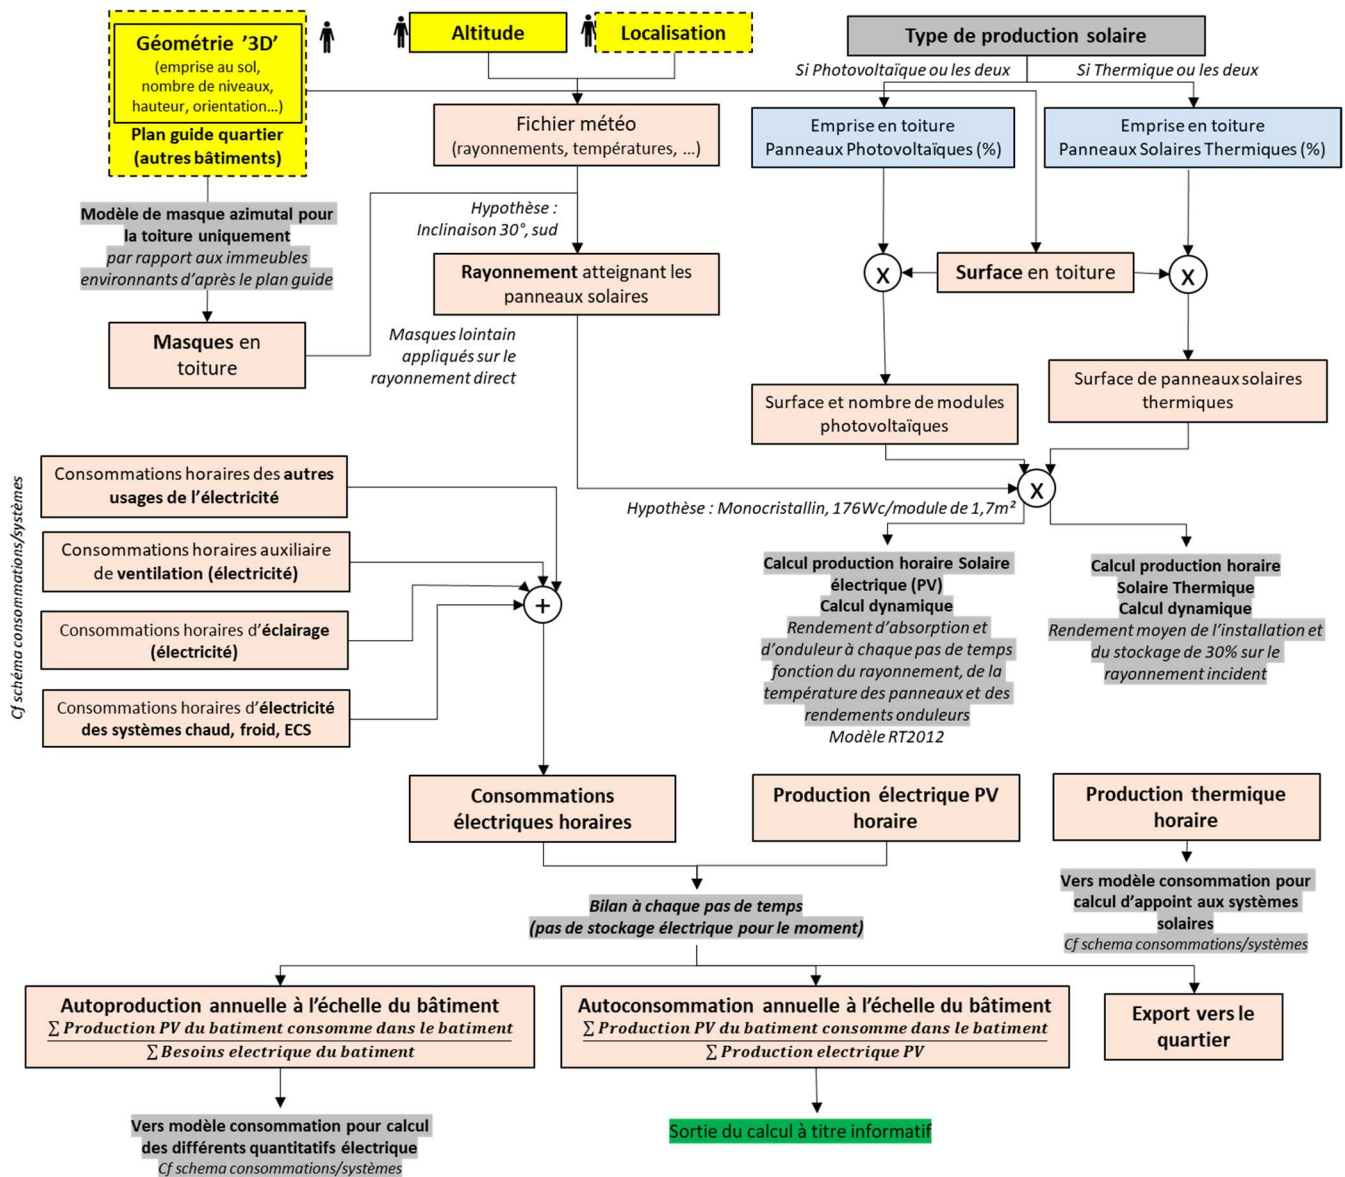 Géométrie '3D'
(emprise au sol,
nombre de niveaux,
hauteur, orientation…)
Plan guide quartier
(autres bâtiments)
Altitude
Localisation
Type de production solaire
Si Photovoltaïque ou les deux
Si Thermique ou les deux
Fichier météo
(rayonnements, températures, …)
Emprise en toiture
Panneaux Photovoltaïques (%)
Emprise en toiture
Panneaux Solaires Thermiques (%)
Modèle de masque azimutal pour
la toiture uniquement
par rapport aux immeubles
environnants d'après le plan guide
Hypothèse :
Inclinaison 30°, sud
Rayonnement atteignant les
panneaux solaires
X
Surface en toiture
X
Masques en
toiture
Masques lointain
appliqués sur le
rayonnement direct
Surface et nombre de modules
photovoltaïques
Surface de panneaux solaires
thermiques
Cf schéma consommations/systèmes
Consommations horaires des autres
usages de l'électricité
X
Hypothèse : Monocristallin, 176Wc/module de 1,7m²
Consommations horaires auxiliaire
de ventilation (électricité)
Consommations horaires d'éclairage
(électricité)
Consommations horaires d'électricité
des systèmes chaud, froid, ECS
+
Calcul production horaire Solaire
électrique (PV)
Calcul dynamique
Rendement d'absorption et
d'onduleur à chaque pas de temps
fonction du rayonnement, de la
température des panneaux et des
rendements onduleurs
Modèle RT2012
Calcul production horaire
Solaire Thermique
Calcul dynamique
Rendement moyen de l'installation et
du stockage de 30% sur le
rayonnement incident
Consommations
électriques horaires
Production électrique PV
horaire
Production thermique
horaire
Bilan à chaque pas de temps
(pas de stockage électrique pour le moment)
Vers modèle consommation pour
calcul d'appoint aux systèmes
solaires
Cf schema consommations/systèmes
Autoproduction annuelle à l'échelle du bâtiment
∑ Production PV du batiment consomme dans le batiment
∑ Besoins electrique du batiment
Autoconsommation annuelle à l'échelle du bâtiment
∑ Production PV du batiment consomme dans le batiment
∑ Production electrique PV
Export vers le
quartier
Vers modèle consommation pour calcul
des différents quantitatifs électrique
Cf schema consommations/systèmes
Sortie du calcul à titre informatif